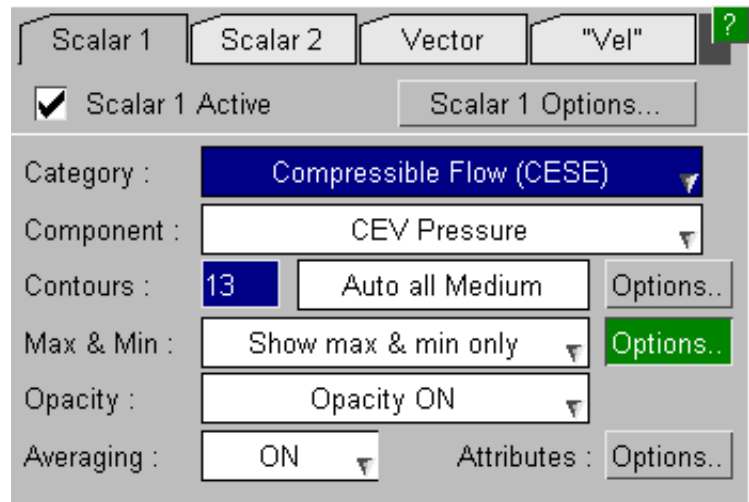 Scalar 1 Scalar 2 Vector "Vel" ?
Scalar 1 Active Scalar 1 Options...
Category : Compressible Flow (CESE)
Component : CEV Pressure
Contours : 13 Auto all Medium Options..
Max & Min : Show max & min only Options..
Opacity : Opacity ON
Averaging : ON Attributes : Options..